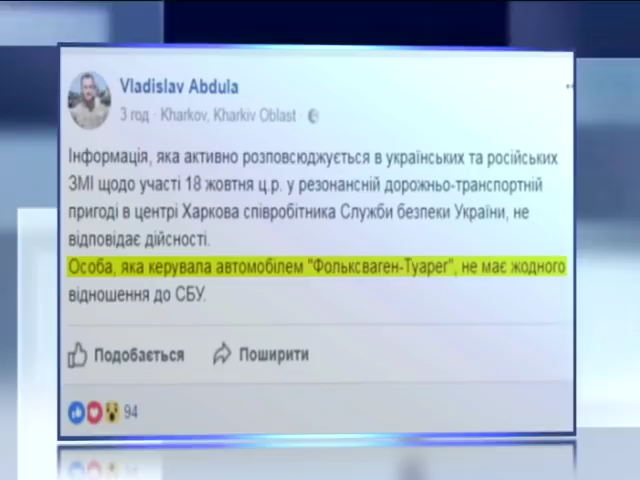 Vladislav Abdula
3 год · Kharkov, Kharkiv Oblast ·
Інформація, яка активно розповсюджується в українських та російських
ЗМІ щодо участі 18 жовтня ц.р. у резонансній дорожньо-транспортній
пригоді в центрі Харкова співробітника Служби безпеки України, не
відповідає дійсності.
Особа, яка керувала автомобілем "Фольксваген-Туарег", не має жодного
відношення до СБУ.
Подобається Поширити
94